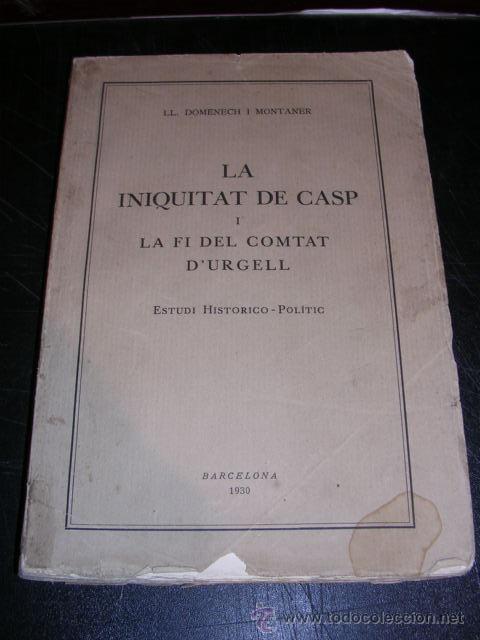 LL. DOMENECH I MONTANER
LA
INIQUITAT DE CASP
I
LA FI DEL COMTAT
D'URGELL
ESTUDI HISTORICO-POLÍTIC
BARCELONA
1930
www.todocoleccion.net